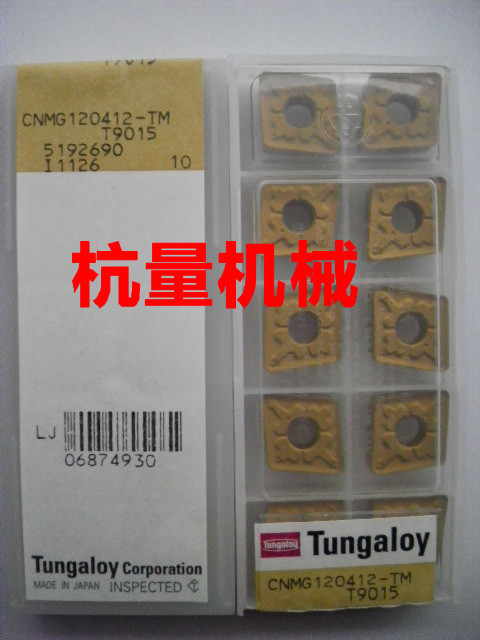 T9015
CNMG120412-TM
T9015
5192690
I1126 10
杭量机械
LJ
06874930
Tungaloy Corporation
MADE IN JAPAN INSPECTED T
Tungaloy Tungaloy
CNMG120412-TM
T9015